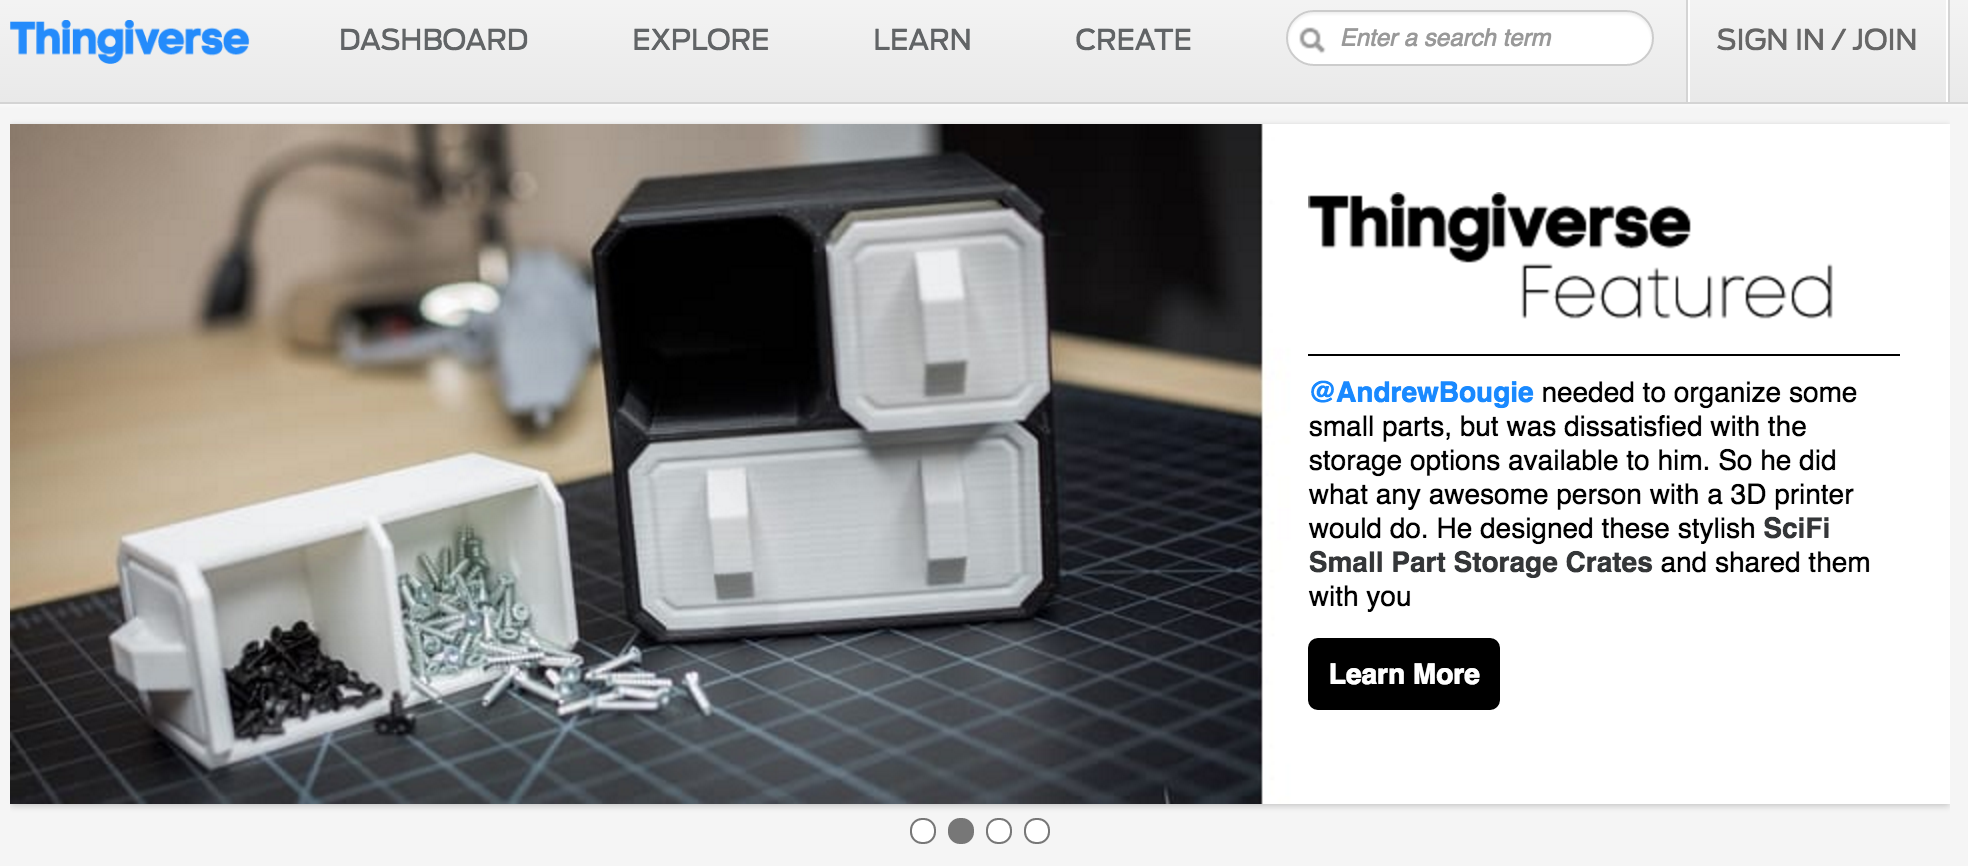 Thingiverse DASHBOARD EXPLORE LEARN CREATE Enter a search term SIGN IN / JOIN
Thingiverse
Featured
@AndrewBougie needed to organize some
small parts, but was dissatisfied with the
storage options available to him. So he did
what any awesome person with a 3D printer
would do. He designed these stylish SciFi
Small Part Storage Crates and shared them
with you
Learn More